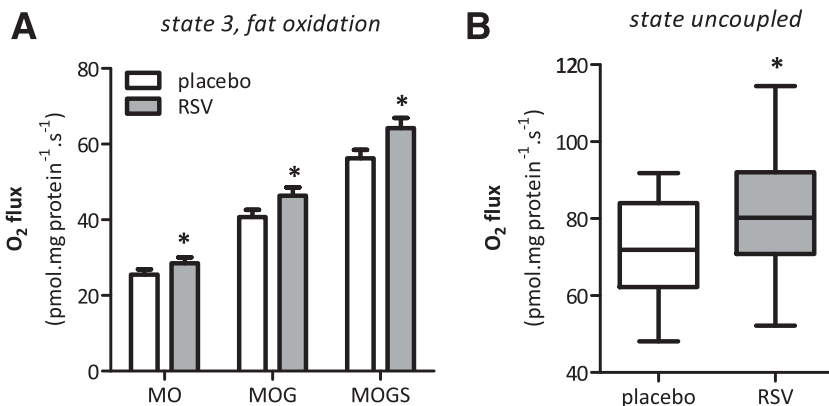 A
state 3, fat oxidation
O₂ flux
(pmol.mg protein⁻¹.s⁻¹)
80
60
40
20
0
placebo
RSV
*
*
*
MO
MOG
MOGS
B
state uncoupled
O₂ flux
(pmol.mg protein⁻¹.s⁻¹)
120
100
80
60
40
*
placebo
RSV